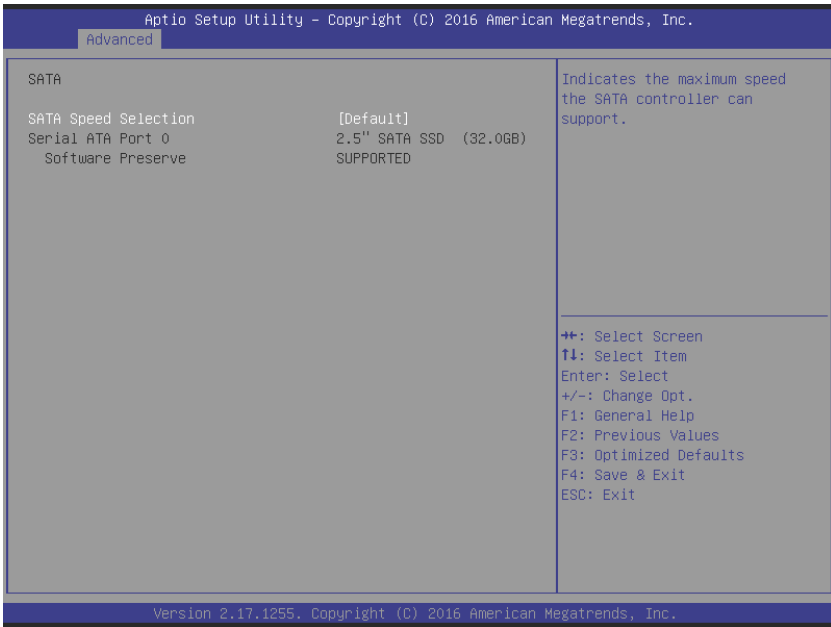 Aptio Setup Utility – Copyright (C) 2016 American Megatrends, Inc.
Advanced
SATA
SATA Speed Selection [Default]
Serial ATA Port 0 2.5" SATA SSD (32.0GB)
Software Preserve SUPPORTED
Indicates the maximum speed
the SATA controller can
support.
→←: Select Screen
↑↓: Select Item
Enter: Select
+/-: Change Opt.
F1: General Help
F2: Previous Values
F3: Optimized Defaults
F4: Save & Exit
ESC: Exit
Version 2.17.1255. Copyright (C) 2016 American Megatrends, Inc.